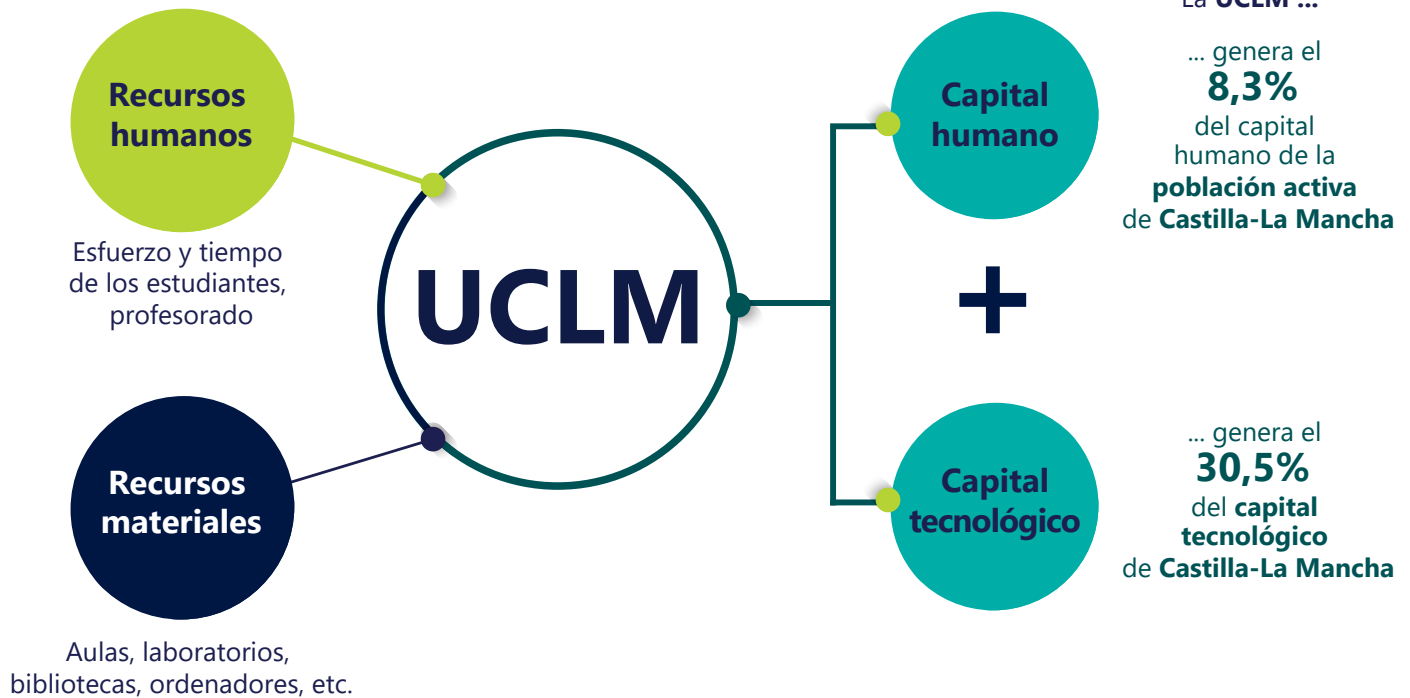 Recursos
humanos
Esfuerzo y tiempo
de los estudiantes,
profesorado
Recursos
materiales
Aulas, laboratorios,
bibliotecas, ordenadores, etc.
UCLM
Capital
humano
+
Capital
tecnológico
La UCLM ...
... genera el
8,3%
del capital
humano de la
población activa
de Castilla-La Mancha
... genera el
30,5%
del capital
tecnológico
de Castilla-La Mancha